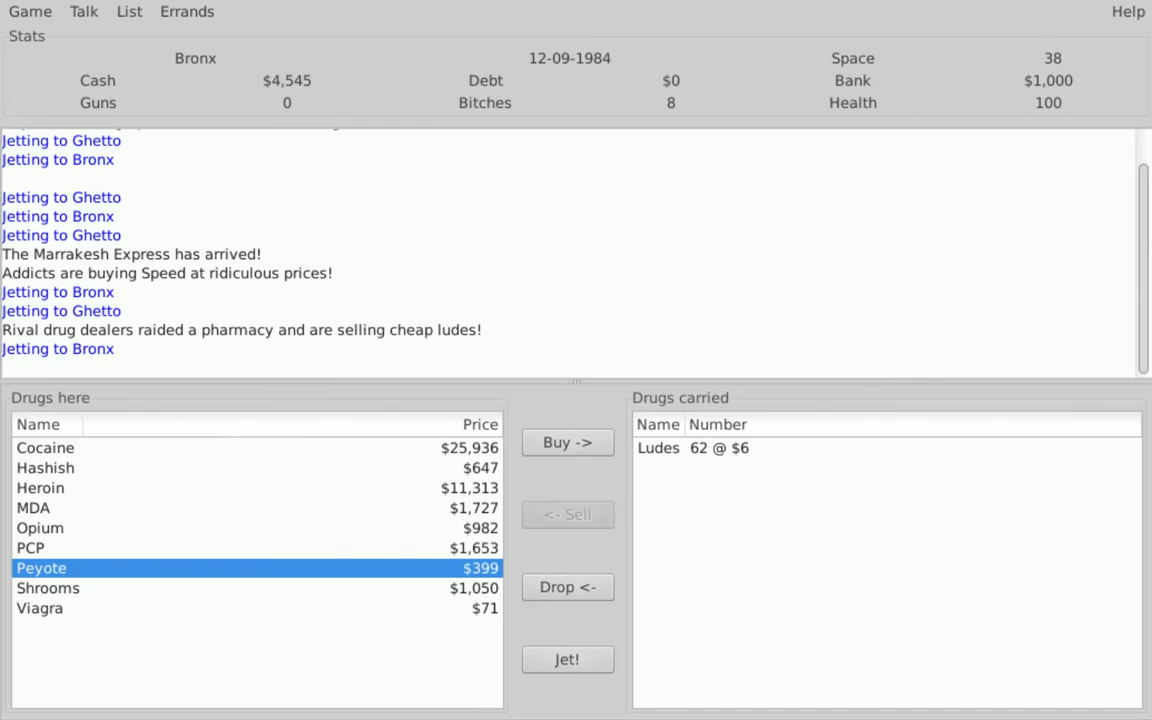 Game Talk List Errands Help
Stats
Bronx 12-09-1984 Space 38
Cash $4,545 Debt $0 Bank $1,000
Guns 0 Bitches 8 Health 100
Jetting to Ghetto
Jetting to Bronx
Jetting to Ghetto
Jetting to Bronx
Jetting to Ghetto
The Marrakesh Express has arrived!
Addicts are buying Speed at ridiculous prices!
Jetting to Bronx
Jetting to Ghetto
Rival drug dealers raided a pharmacy and are selling cheap ludes!
Jetting to Bronx
Drugs here
Name Price
Cocaine $25,936
Hashish $647
Heroin $11,313
MDA $1,727
Opium $982
PCP $1,653
Peyote $399
Shrooms $1,050
Viagra $71
Buy ->
<- Sell
Drop <-
Jet!
Drugs carried
Name Number
Ludes 62 @ $6